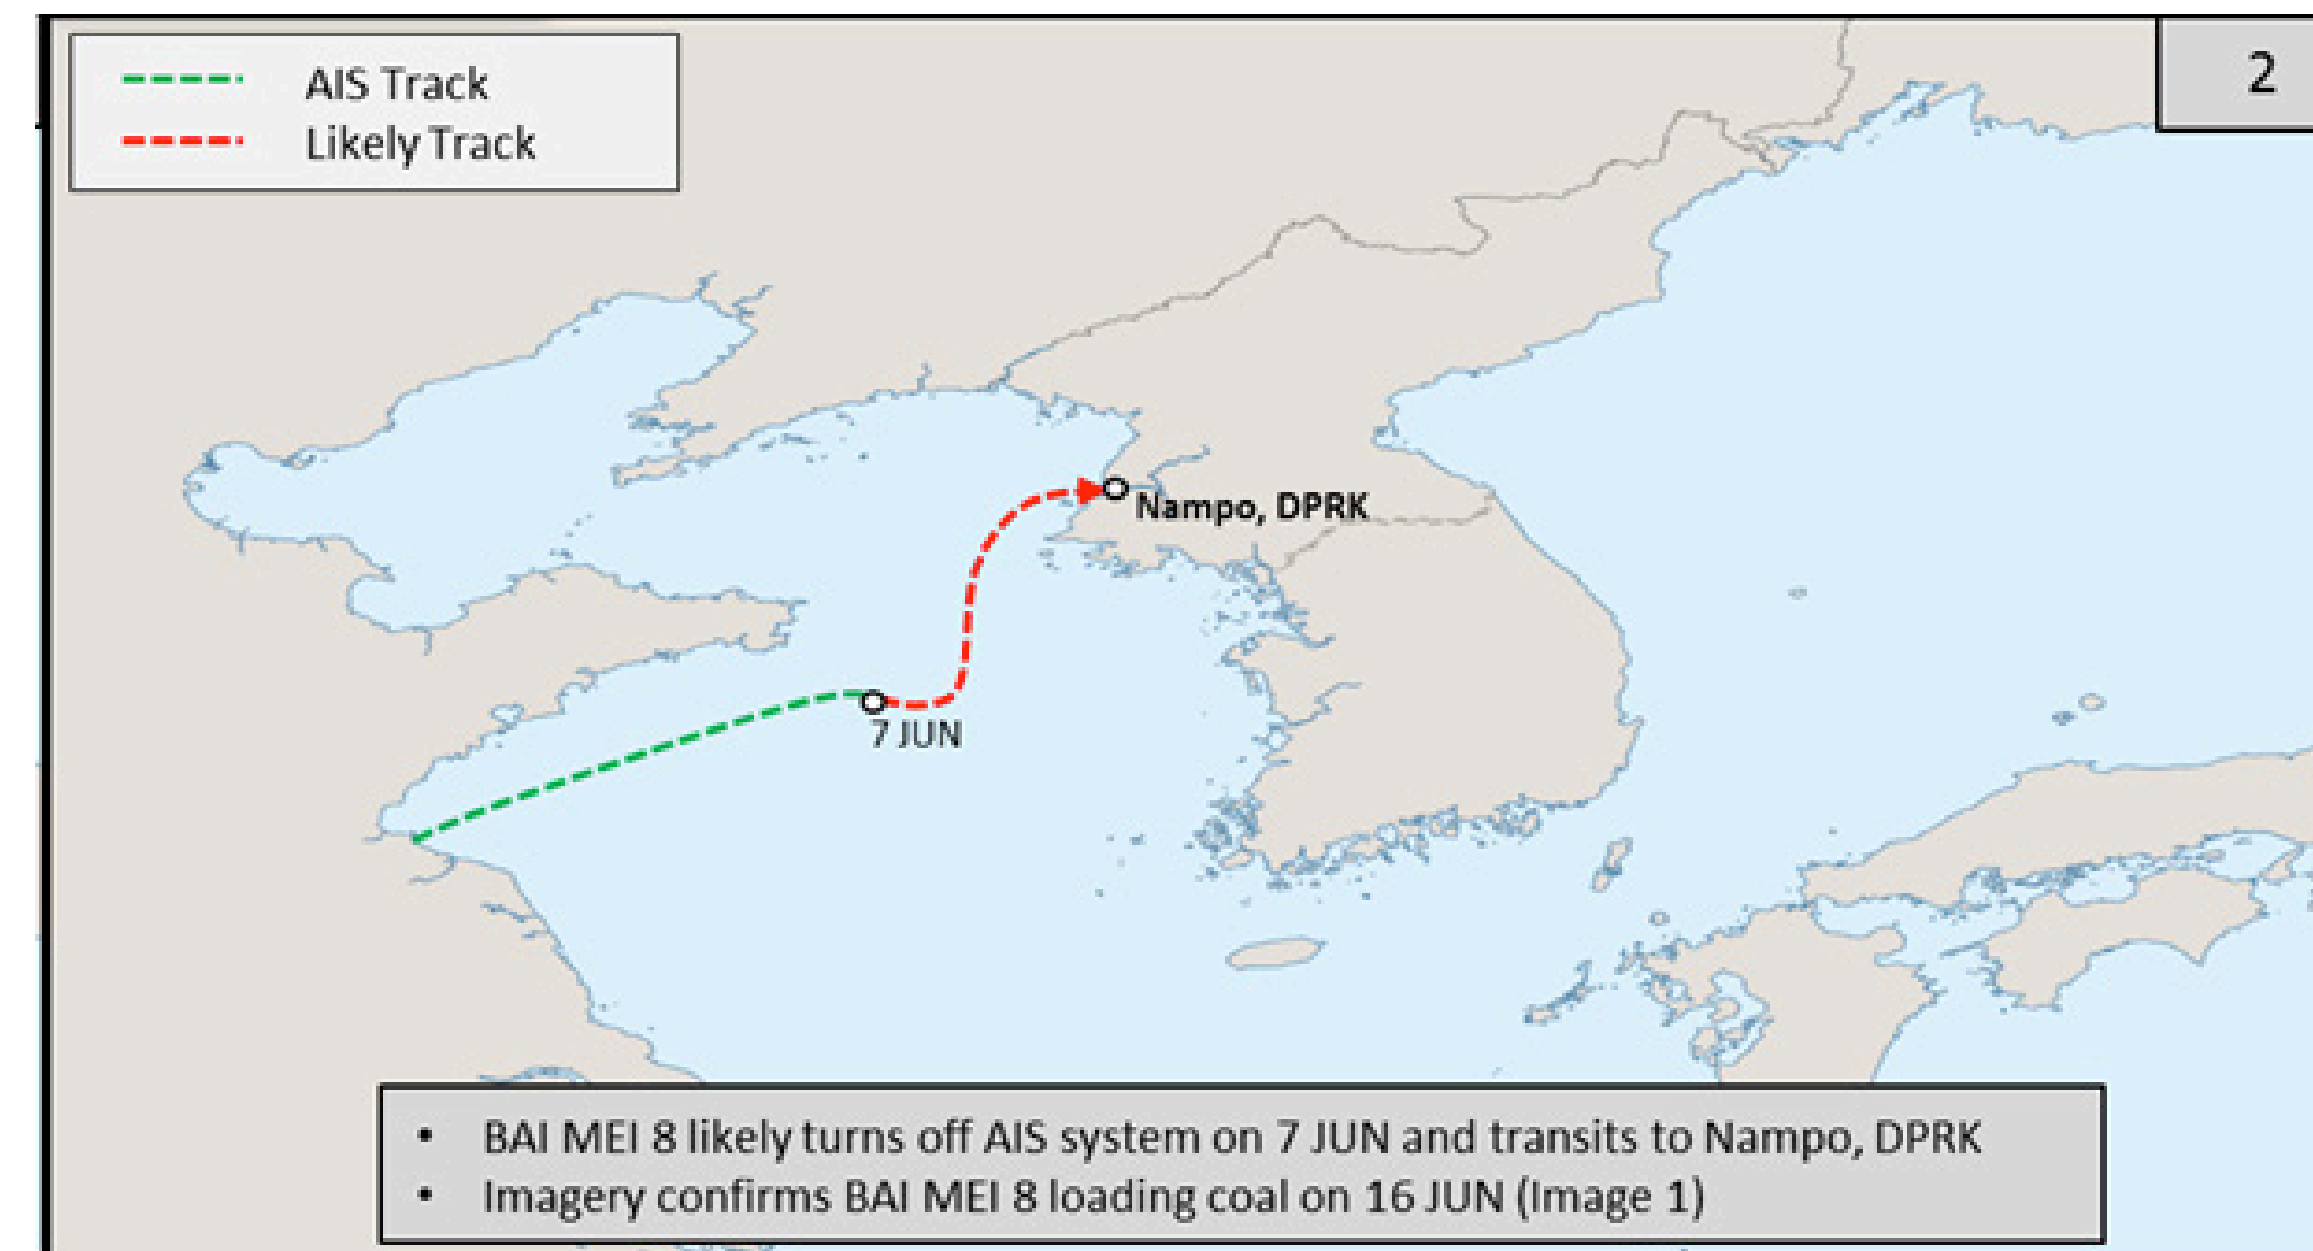 AIS Track
Likely Track
2
Nampo, DPRK
7 JUN
• BAI MEI 8 likely turns off AIS system on 7 JUN and transits to Nampo, DPRK
• Imagery confirms BAI MEI 8 loading coal on 16 JUN (Image 1)